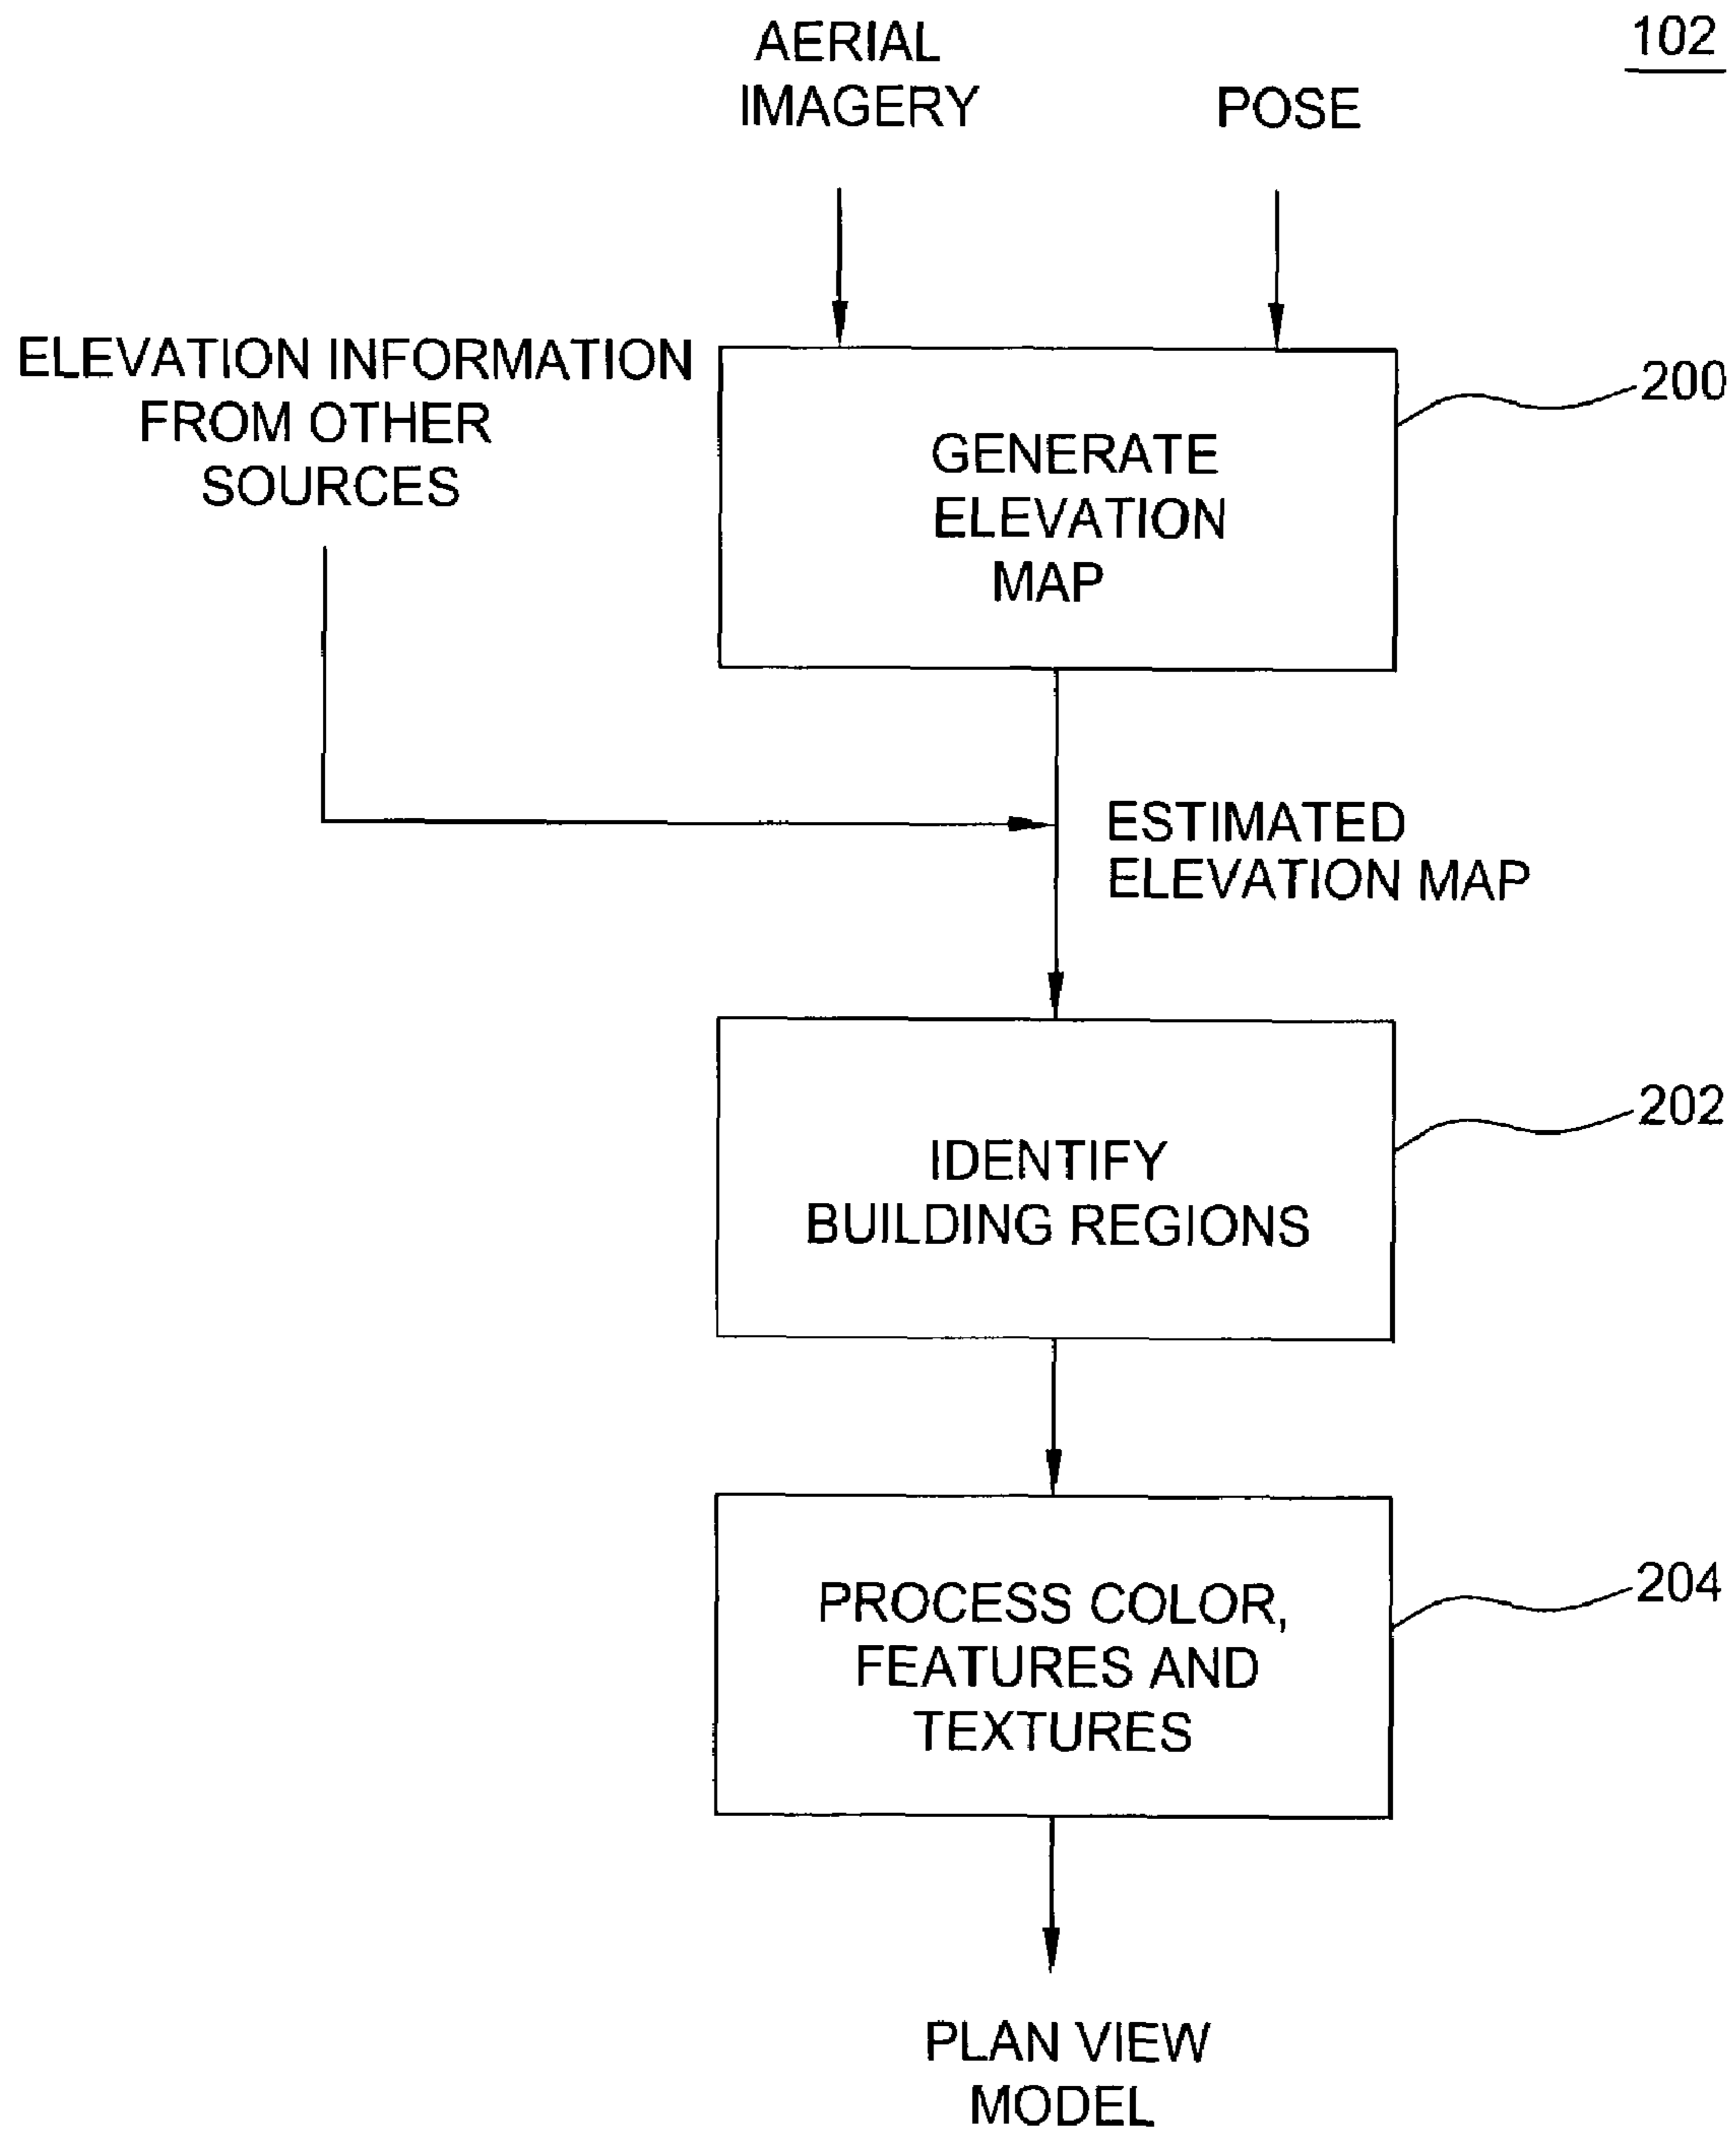 102
AERIAL
IMAGERY
POSE
ELEVATION INFORMATION
FROM OTHER
SOURCES
GENERATE
ELEVATION
MAP
200
ESTIMATED
ELEVATION MAP
IDENTIFY
BUILDING REGIONS
202
PROCESS COLOR,
FEATURES AND
TEXTURES
204
PLAN VIEW
MODEL